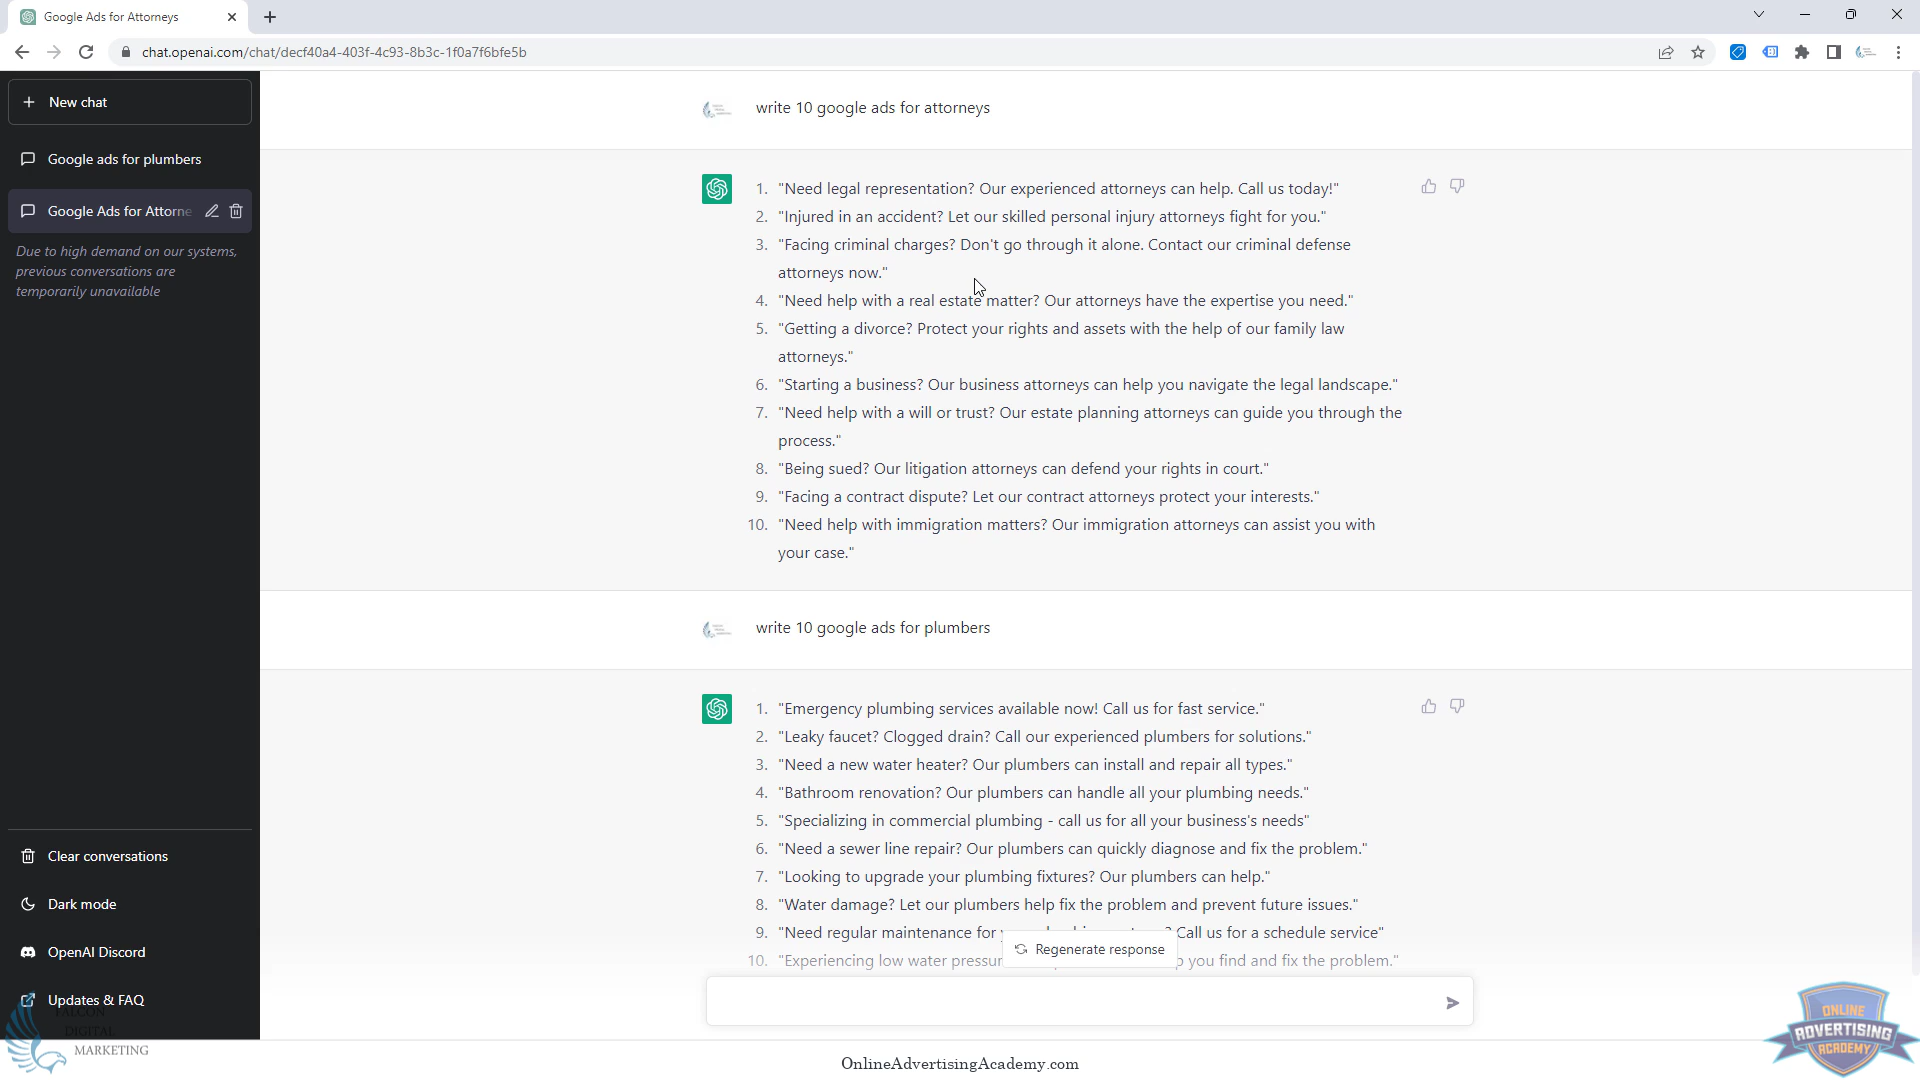 Google Ads for Attorneys
chat.openai.com/chat/decf40a4-403f-4c93-8b3c-1f0a7f6bfe5b
New chat
Google ads for plumbers
Google Ads for Attorne
Due to high demand on our systems,
previous conversations are
temporarily unavailable
write 10 google ads for attorneys
1. "Need legal representation? Our experienced attorneys can help. Call us today!"
2. "Injured in an accident? Let our skilled personal injury attorneys fight for you."
3. "Facing criminal charges? Don't go through it alone. Contact our criminal defense
attorneys now."
4. "Need help with a real estate matter? Our attorneys have the expertise you need."
5. "Getting a divorce? Protect your rights and assets with the help of our family law
attorneys."
6. "Starting a business? Our business attorneys can help you navigate the legal landscape."
7. "Need help with a will or trust? Our estate planning attorneys can guide you through the
process."
8. "Being sued? Our litigation attorneys can defend your rights in court."
9. "Facing a contract dispute? Let our contract attorneys protect your interests."
10. "Need help with immigration matters? Our immigration attorneys can assist you with
your case."
write 10 google ads for plumbers
1. "Emergency plumbing services available now! Call us for fast service."
2. "Leaky faucet? Clogged drain? Call our experienced plumbers for solutions."
3. "Need a new water heater? Our plumbers can install and repair all types."
4. "Bathroom renovation? Our plumbers can handle all your plumbing needs."
5. "Specializing in commercial plumbing - call us for all your business's needs"
6. "Need a sewer line repair? Our plumbers can quickly diagnose and fix the problem."
7. "Looking to upgrade your plumbing fixtures? Our plumbers can help."
8. "Water damage? Let our plumbers help fix the problem and prevent future issues."
9. "Need regular maintenance for Call us for a schedule service"
Regenerate response
10. "Experiencing low water you find and fix the problem."
Clear conversations
Dark mode
OpenAI Discord
Updates & FAQ
FALCON
DIGITAL
MARKETING
OnlineAdvertisingAcademy.com
ONLINE
ADVERTISING
ACADEMY